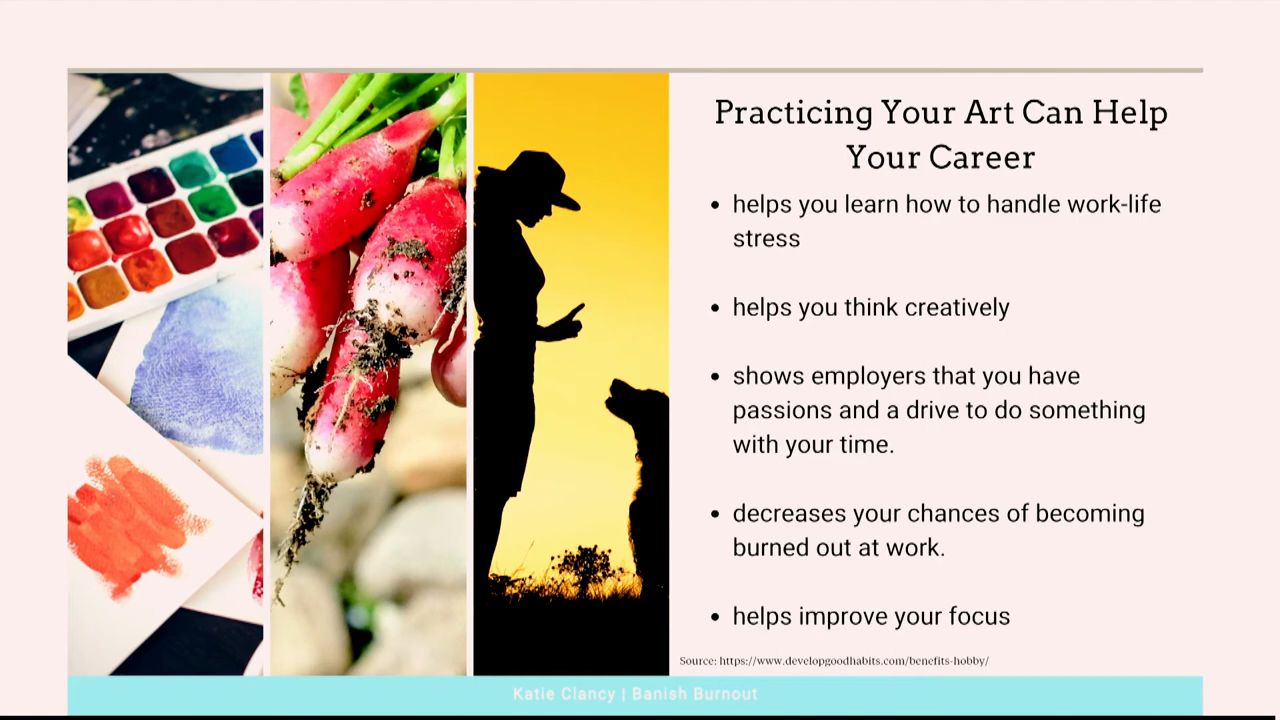 Practicing Your Art Can Help
Your Career
• helps you learn how to handle work-life
stress
• helps you think creatively
• shows employers that you have
passions and a drive to do something
with your time.
• decreases your chances of becoming
burned out at work.
• helps improve your focus
Source: https://www.developgoodhabits.com/benefits-hobby/
Katie Clancy | Banish Burnout